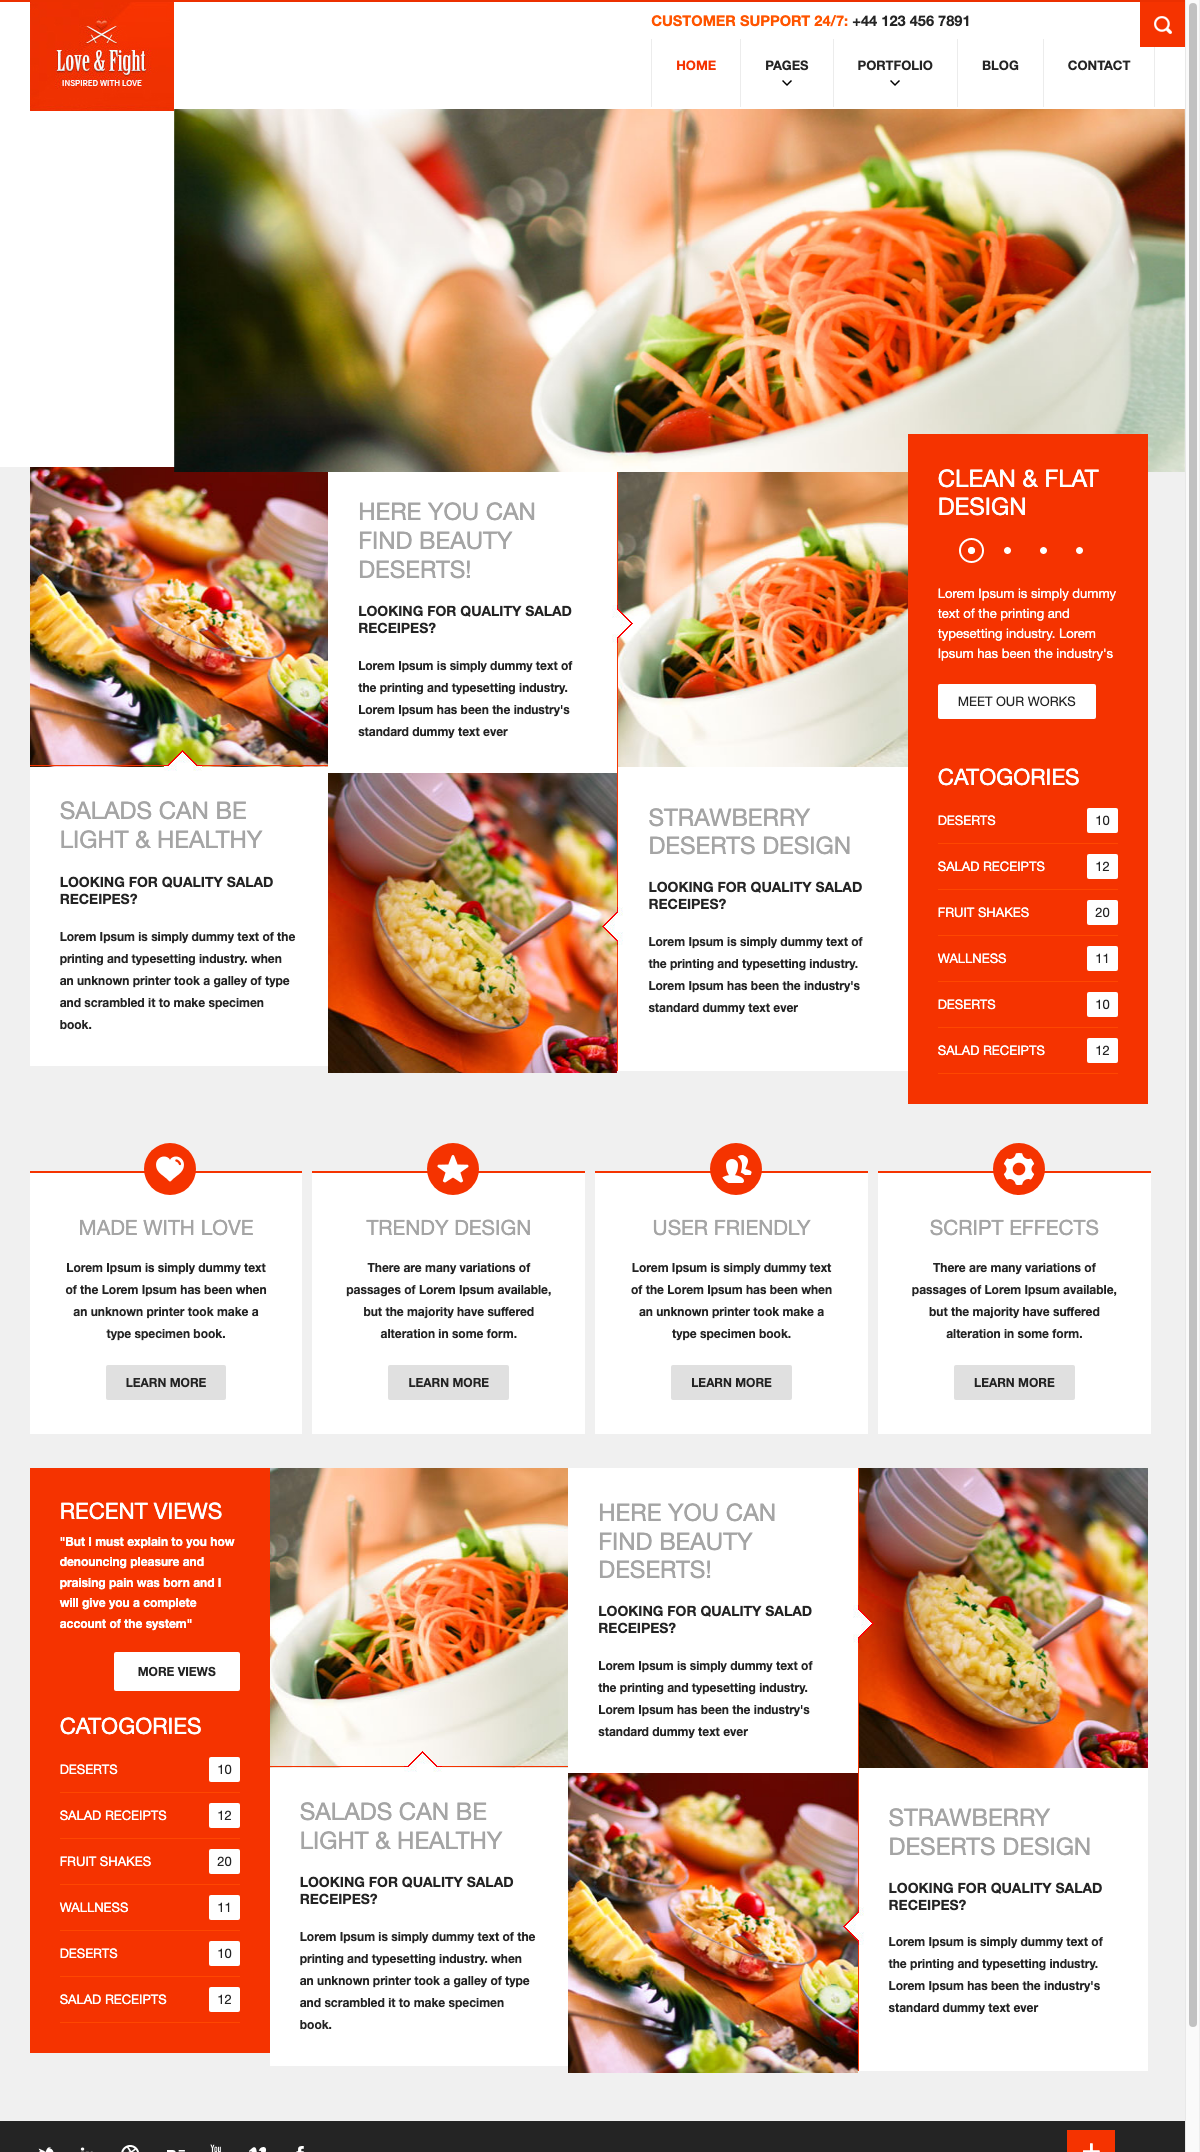 Love & Fight
INSPIRED WITH LOVE
CUSTOMER SUPPORT 24/7: +44 123 456 7891
HOME
PAGES
PORTFOLIO
BLOG
CONTACT
HERE YOU CAN
FIND BEAUTY
DESERTS!
LOOKING FOR QUALITY SALAD
RECEIPES?
Lorem Ipsum is simply dummy text of
the printing and typesetting industry.
Lorem Ipsum has been the industry's
standard dummy text ever
SALADS CAN BE
LIGHT & HEALTHY
LOOKING FOR QUALITY SALAD
RECEIPES?
Lorem Ipsum is simply dummy text of the
printing and typesetting industry. when
an unknown printer took a galley of type
and scrambled it to make specimen
book.
STRAWBERRY
DESERTS DESIGN
LOOKING FOR QUALITY SALAD
RECEIPES?
Lorem Ipsum is simply dummy text of
the printing and typesetting industry.
Lorem Ipsum has been the industry's
standard dummy text ever
CLEAN & FLAT
DESIGN
Lorem Ipsum is simply dummy
text of the printing and
typesetting industry. Lorem
Ipsum has been the industry's
MEET OUR WORKS
CATOGORIES
DESERTS 10
SALAD RECEIPTS 12
FRUIT SHAKES 20
WALLNESS 11
DESERTS 10
SALAD RECEIPTS 12
MADE WITH LOVE
Lorem Ipsum is simply dummy text
of the Lorem Ipsum has been when
an unknown printer took make a
type specimen book.
LEARN MORE
TRENDY DESIGN
There are many variations of
passages of Lorem Ipsum available,
but the majority have suffered
alteration in some form.
LEARN MORE
USER FRIENDLY
Lorem Ipsum is simply dummy text
of the Lorem Ipsum has been when
an unknown printer took make a
type specimen book.
LEARN MORE
SCRIPT EFFECTS
There are many variations of
passages of Lorem Ipsum available,
but the majority have suffered
alteration in some form.
LEARN MORE
RECENT VIEWS
"But I must explain to you how
denouncing pleasure and
praising pain was born and I
will give you a complete
account of the system"
MORE VIEWS
CATOGORIES
DESERTS 10
SALAD RECEIPTS 12
FRUIT SHAKES 20
WALLNESS 11
DESERTS 10
SALAD RECEIPTS 12
SALADS CAN BE
LIGHT & HEALTHY
LOOKING FOR QUALITY SALAD
RECEIPES?
Lorem Ipsum is simply dummy text of the
printing and typesetting industry. when
an unknown printer took a galley of type
and scrambled it to make specimen
book.
HERE YOU CAN
FIND BEAUTY
DESERTS!
LOOKING FOR QUALITY SALAD
RECEIPES?
Lorem Ipsum is simply dummy text of
the printing and typesetting industry.
Lorem Ipsum has been the industry's
standard dummy text ever
STRAWBERRY
DESERTS DESIGN
LOOKING FOR QUALITY SALAD
RECEIPES?
Lorem Ipsum is simply dummy text of
the printing and typesetting industry.
Lorem Ipsum has been the industry's
standard dummy text ever
You